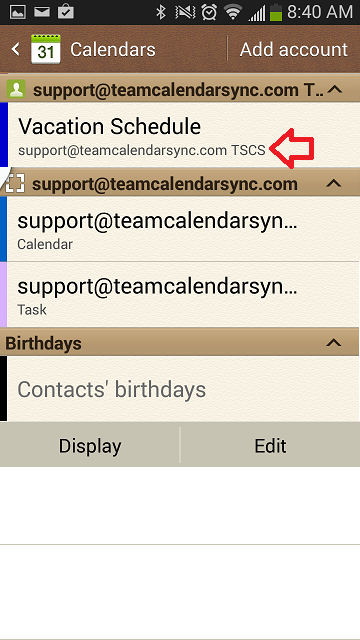 8:40 AM
31 Calendars Add account
support@teamcalendarsync.com T..
Vacation Schedule
support@teamcalendarsync.com TSCS
support@teamcalendarsync.com
support@teamcalendarsyn...
Calendar
support@teamcalendarsyn...
Task
Birthdays
Contacts' birthdays
Display Edit